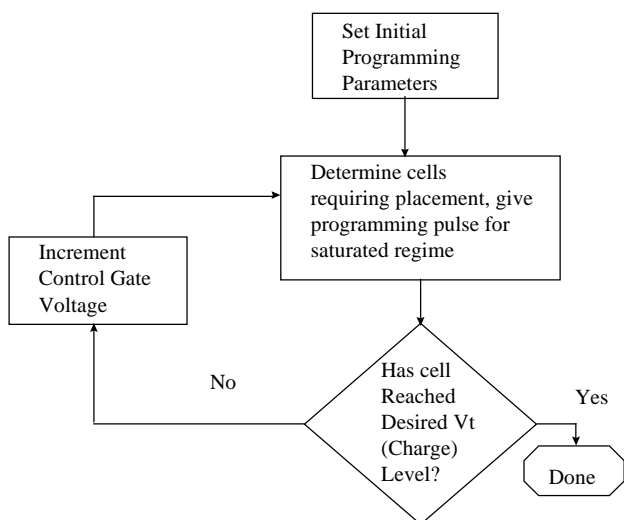 Set Initial
Programming
Parameters
Determine cells
requiring placement, give
programming pulse for
saturated regime
Increment
Control Gate
Voltage
Has cell
Reached
Desired Vt
(Charge)
Level?
No
Yes
Done